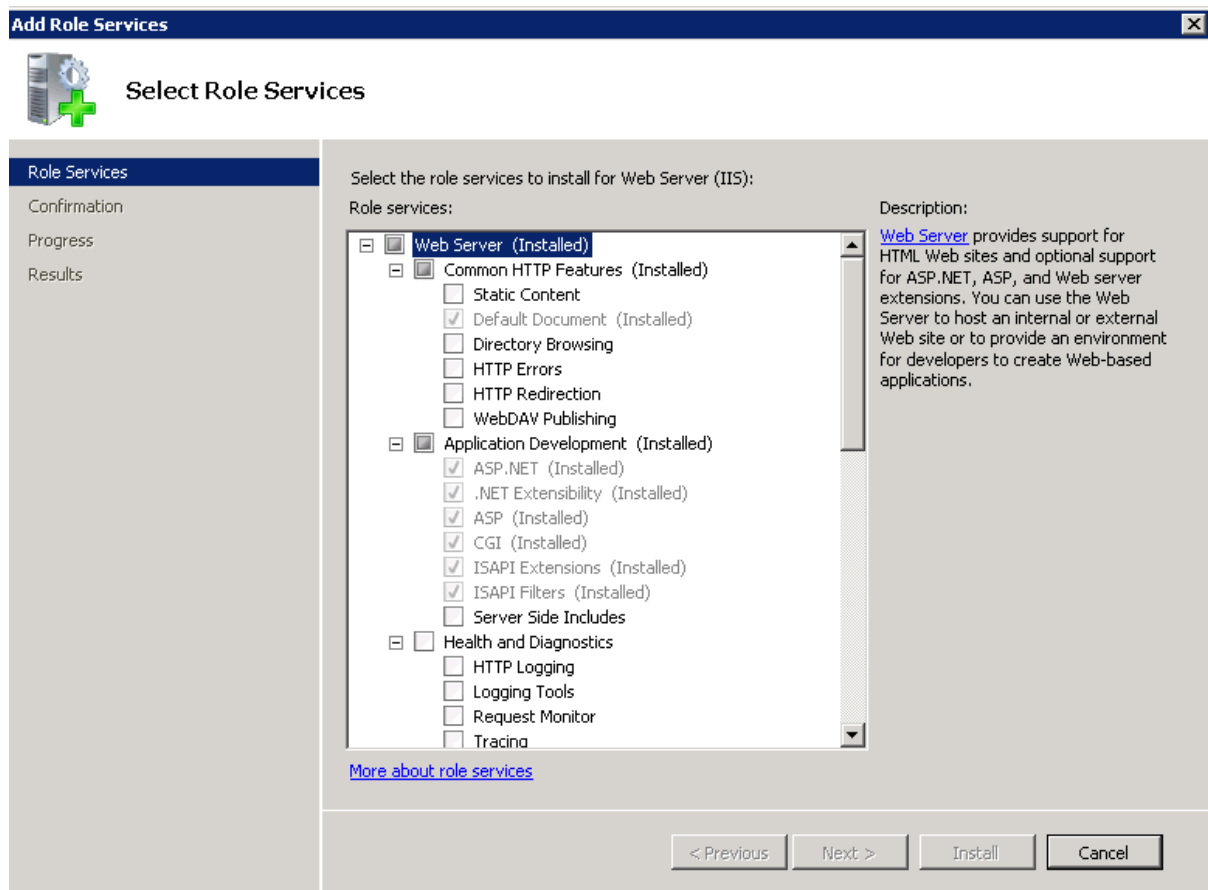 Add Role Services
Select Role Services
Role Services
Confirmation
Progress
Results
Select the role services to install for Web Server (IIS):
Role services:
Web Server (Installed)
Common HTTP Features (Installed)
Static Content
Default Document (Installed)
Directory Browsing
HTTP Errors
HTTP Redirection
WebDAV Publishing
Application Development (Installed)
ASP.NET (Installed)
.NET Extensibility (Installed)
ASP (Installed)
CGI (Installed)
ISAPI Extensions (Installed)
ISAPI Filters (Installed)
Server Side Includes
Health and Diagnostics
HTTP Logging
Logging Tools
Request Monitor
Tracing
More about role services
Description:
Web Server provides support for
HTML Web sites and optional support
for ASP.NET, ASP, and Web server
extensions. You can use the Web
Server to host an internal or external
Web site or to provide an environment
for developers to create Web-based
applications.
< Previous
Next >
Install
Cancel